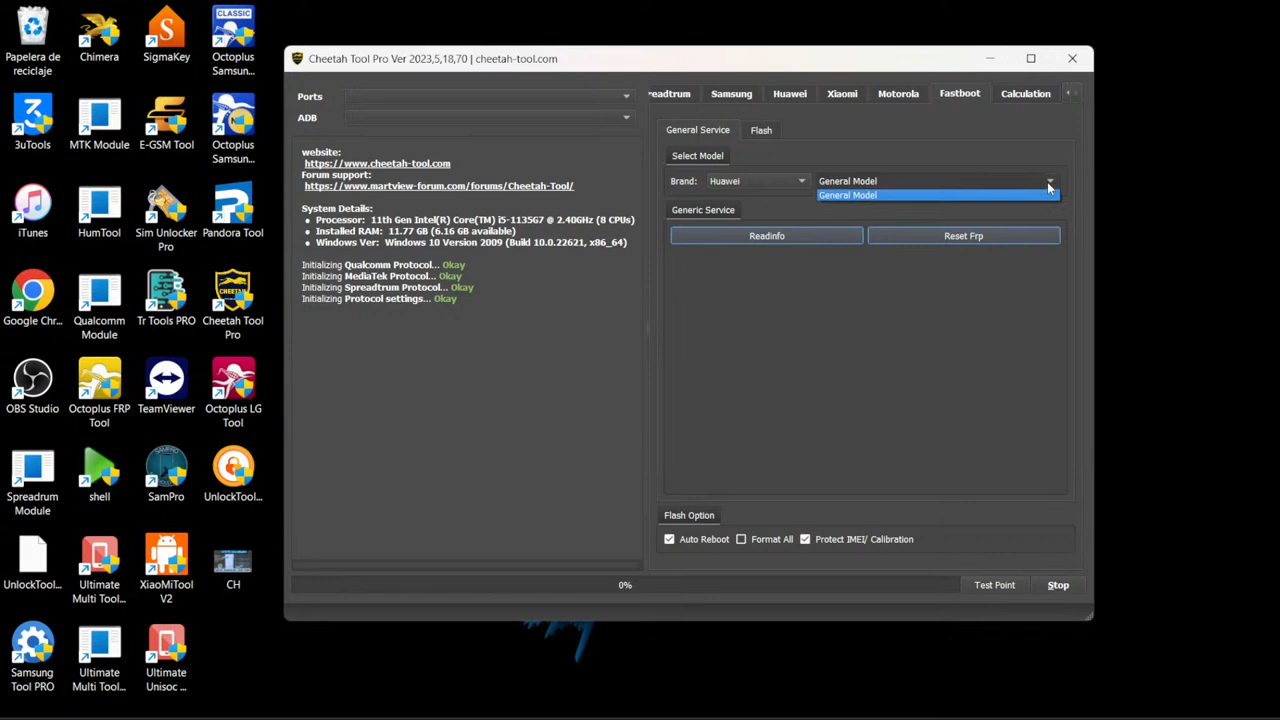 Papelera de
reciclaje
Chimera
SigmaKey
CLASSIC
Octoplus
Samsun...
3uTools
MTK Module
E-GSM Tool
Octoplus
Samsun...
iTunes
HumTool
Sim Unlocker
Pro
Pandora Tool
Google Chr...
Qualcomm
Module
Tr Tools PRO
CHEETAH
Cheetah Tool
Pro
OBS Studio
Octoplus FRP
Tool
TeamViewer
Octoplus LG
Tool
Spreadrum
Module
shell
SamPro
UnlockTool...
UnlockTool...
Ultimate
Multi Tool...
XiaoMiTool
V2
CH
Samsung
Tool PRO
Ultimate
Multi Tool...
Ultimate
Unisoc ...
Cheetah Tool Pro Ver 2023,5,18,70 | cheetah-tool.com
Ports
ADB
website:
https://www.cheetah-tool.com
Forum support:
https://www.martview-forum.com/forums/Cheetah-Tool/
System Details:
Processor: 11th Gen Intel(R) Core(TM) i5-1135G7 @ 2.40GHz (8 CPUs)
Installed RAM: 11.77 GB (6.16 GB available)
Windows Ver: Windows 10 Version 2009 (Build 10.0.22621, x86_64)
Initializing Qualcomm Protocol... Okay
Initializing MediaTek Protocol... Okay
Initializing Spreadtrum Protocol... Okay
Initializing Protocol settings... Okay
readtrum Samsung Huawei Xiaomi Motorola Fastboot Calculation
General Service Flash
Select Model
Brand: Huawei General Model
General Model
Generic Service
Readinfo Reset Frp
Flash Option
Auto Reboot Format All Protect IMEI/ Calibration
0% Test Point Stop